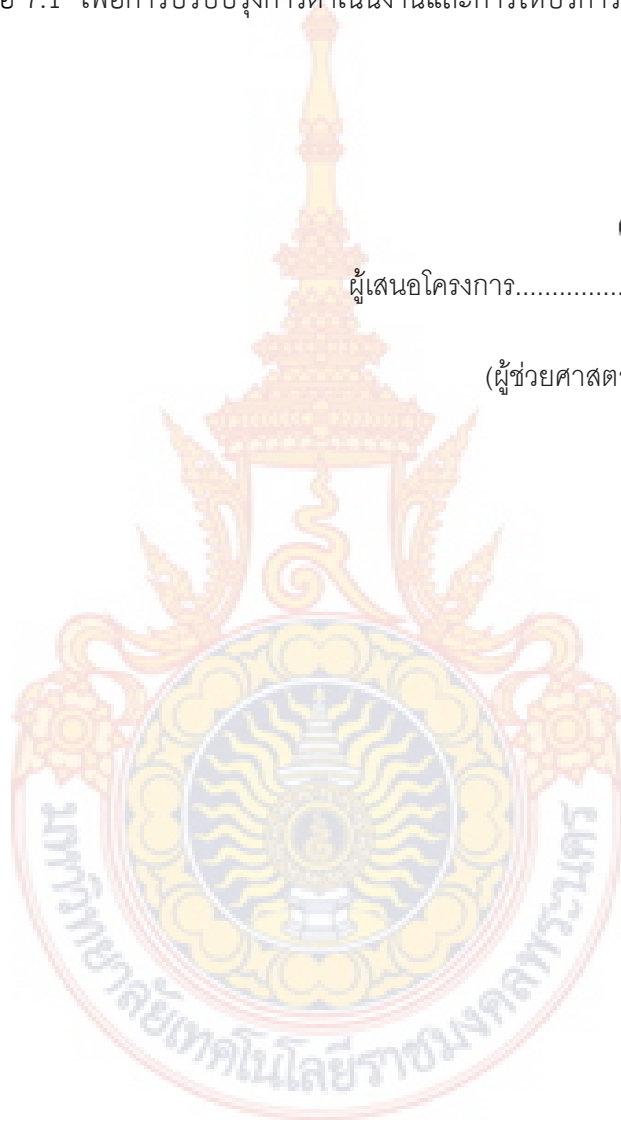 7.1 เพื่อการปรับปรุงการดำเนินงานและการให้บริการ
ผู้เสนอโครงการ................
(ผู้ช่วยศาสตร
มหาวิทยาลัยเทคโนโลยีราชมงคลพระนคร